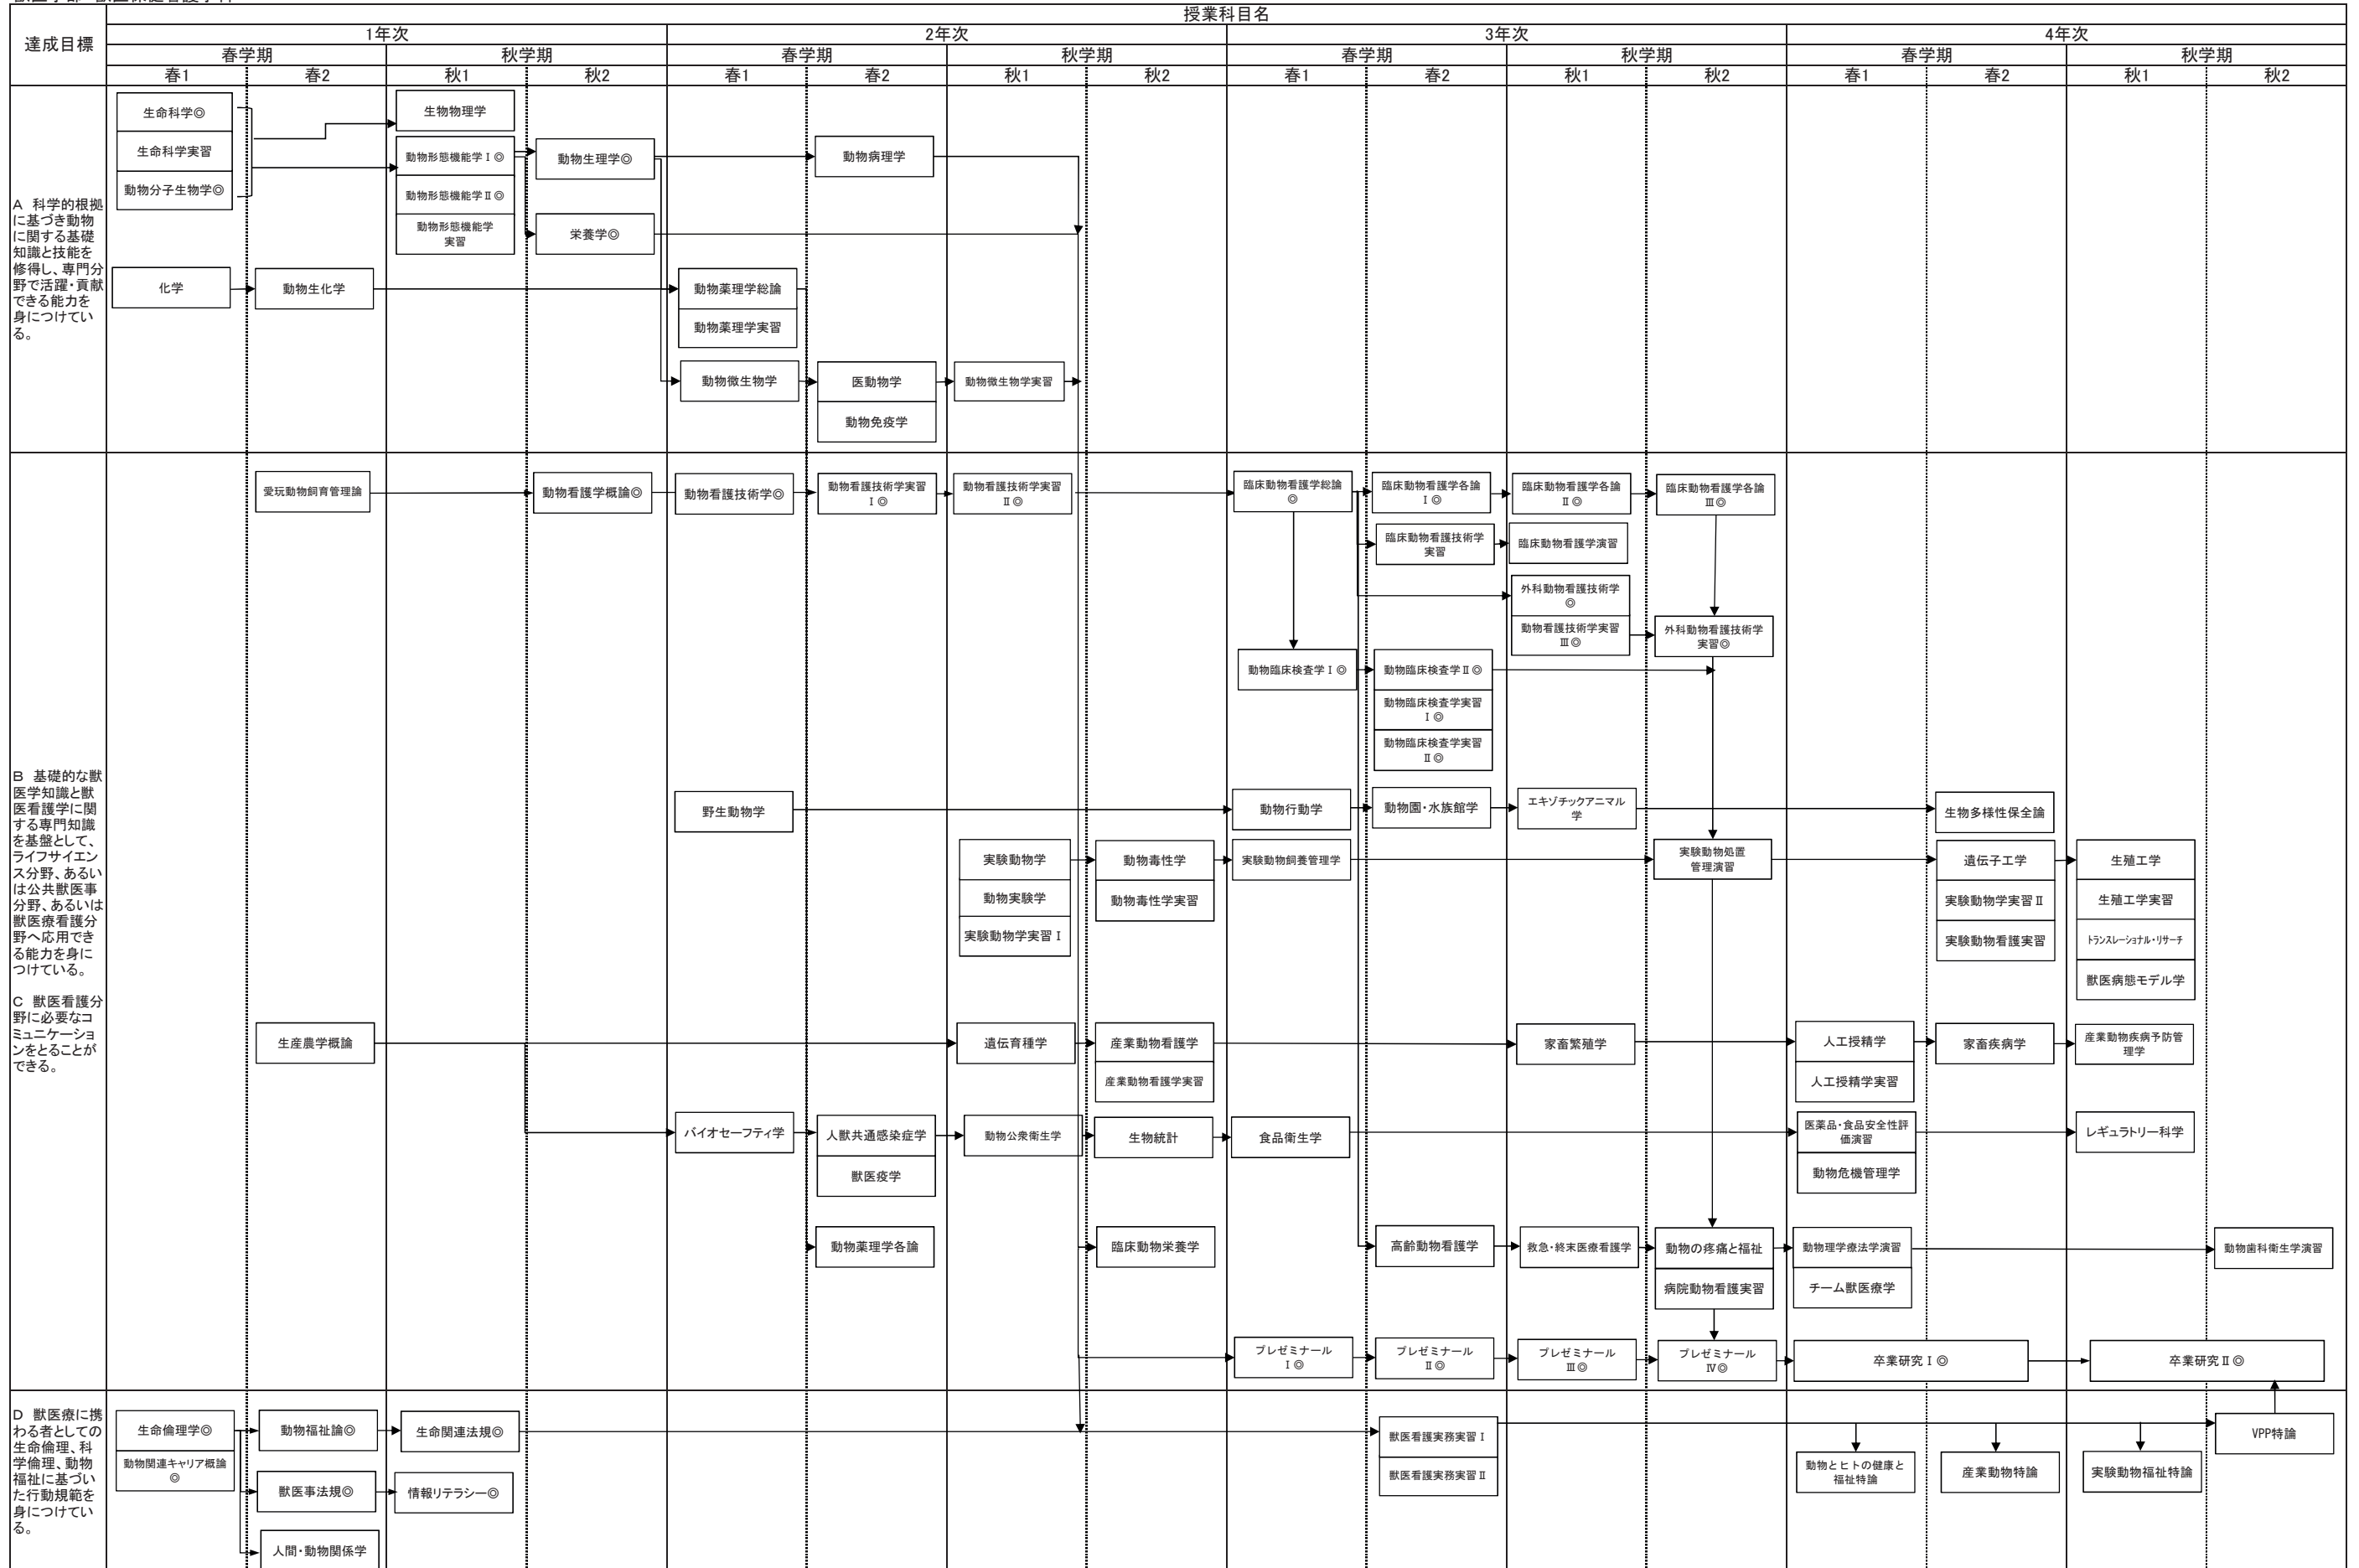 授業科目名
達成目標
1年次
2年次
3年次
4年次
春学期
秋学期
春学期
秋学期
春学期
秋学期
春学期
秋学期
春1
春2
秋1
秋2
春1
春2
秋1
秋2
春1
春2
秋1
秋2
春1
春2
秋1
秋2
A 科学的根拠
に基づき動物
に関する基礎
知識と技能を
修得し、専門分
野で活躍・貢献
できる能力を
身につけてい
る。
生命科学◎
生命科学実習
動物分子生物学◎
生物物理学
動物形態機能学Ⅰ◎
動物形態機能学Ⅱ◎
動物形態機能学
実習
動物生理学◎
栄養学◎
動物病理学
化学
動物生化学
動物薬理学総論
動物薬理学実習
動物微生物学
医動物学
動物免疫学
動物微生物学実習
B 基礎的な獣
医学知識と獣
医看護学に関
する専門知識
を基盤として、
ライフサイエン
ス分野、あるい
は公共獣医事
分野、あるいは
獣医療看護分
野へ応用でき
る能力を身に
つけている。
C 獣医看護分
野に必要なコ
ミュニケーショ
ンをとることが
できる。
愛玩動物飼育管理論
動物看護学概論◎
動物看護技術学◎
動物看護技術学実習
Ⅰ◎
動物看護技術学実習
Ⅱ◎
臨床動物看護学総論
◎
臨床動物看護学各論
Ⅰ◎
臨床動物看護学各論
Ⅱ◎
臨床動物看護学各論
Ⅲ◎
臨床動物看護技術学
実習
臨床動物看護学演習
外科動物看護技術学
◎
動物看護技術学実習
Ⅲ◎
外科動物看護技術学
実習◎
動物臨床検査学Ⅰ◎
動物臨床検査学Ⅱ◎
動物臨床検査学実習
Ⅰ◎
動物臨床検査学実習
Ⅱ◎
野生動物学
動物行動学
動物園・水族館学
エキゾチックアニマル
学
生物多様性保全論
実験動物学
動物実験学
実験動物学実習Ⅰ
動物毒性学
動物毒性学実習
実験動物飼養管理学
実験動物処置
管理演習
遺伝子工学
実験動物学実習Ⅱ
実験動物看護実習
生殖工学
生殖工学実習
トランスレーショナル・リサーチ
獣医病態モデル学
生産農学概論
遺伝育種学
産業動物看護学
産業動物看護学実習
家畜繁殖学
人工授精学
人工授精学実習
家畜疾病学
産業動物疾病予防管
理学
バイオセーフティ学
人獣共通感染症学
獣医疫学
動物公衆衛生学
生物統計
食品衛生学
医薬品・食品安全性評
価演習
動物危機管理学
レギュラトリー科学
動物薬理学各論
臨床動物栄養学
高齢動物看護学
救急・終末医療看護学
動物の疼痛と福祉
病院動物看護実習
動物理学療法学演習
チーム獣医療学
動物歯科衛生学演習
プレゼミナール
Ⅰ◎
プレゼミナール
Ⅱ◎
プレゼミナール
Ⅲ◎
プレゼミナール
Ⅳ◎
卒業研究Ⅰ◎
卒業研究Ⅱ◎
D 獣医療に携
わる者としての
生命倫理、科
学倫理、動物
福祉に基づい
た行動規範を
身につけてい
る。
生命倫理学◎
動物関連キャリア概論
◎
動物福祉論◎
獣医事法規◎
人間・動物関係学
生命関連法規◎
情報リテラシー◎
獣医看護実務実習Ⅰ
獣医看護実務実習Ⅱ
動物とヒトの健康と
福祉特論
産業動物特論
実験動物福祉特論
VPP特論